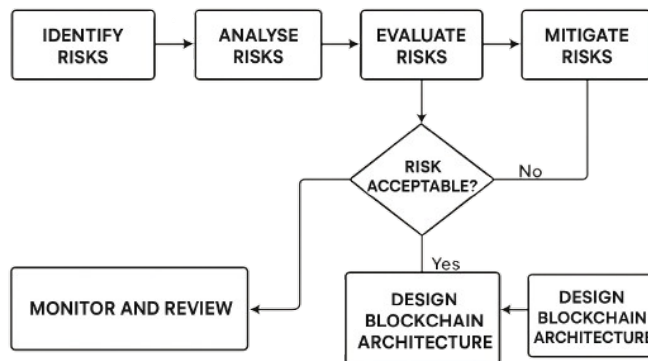 IDENTIFY
RISKS
ANALYSE
RISKS
EVALUATE
RISKS
MITIGATE
RISKS
RISK
ACCEPTABLE?
No
Yes
MONITOR AND REVIEW
DESIGN
BLOCKCHAIN
ARCHITECTURE
DESIGN
BLOCKCHAIN
ARCHITECTURE